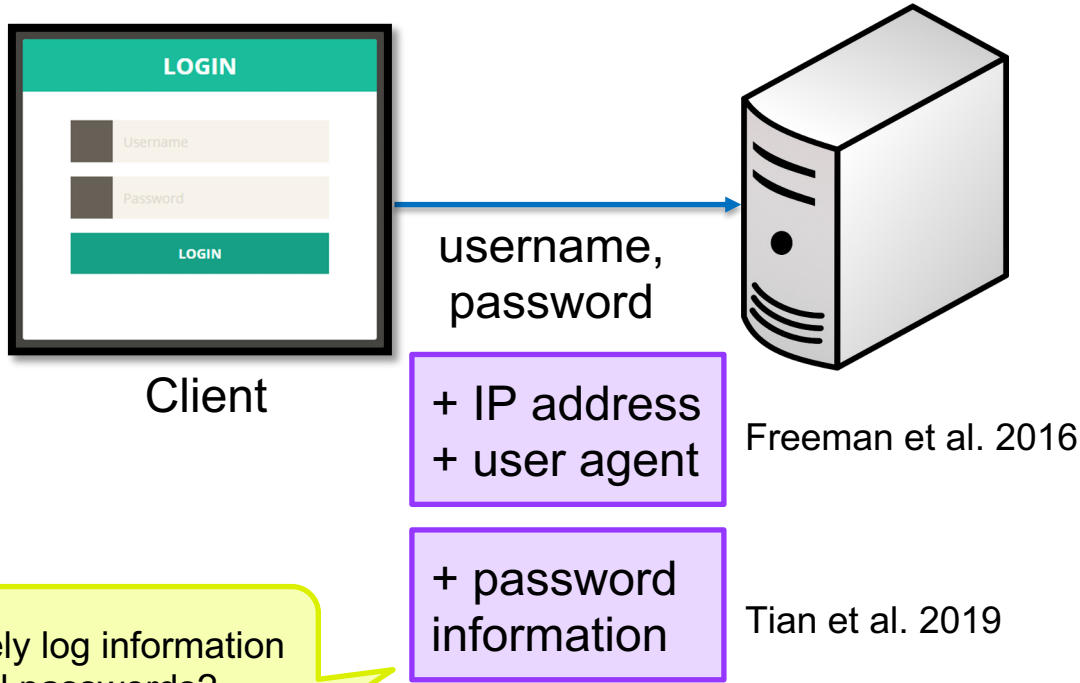 LOGIN
Username
Password
LOGIN
username,
password
Client
+ IP address
+ user agent
Freeman et al. 2016
+ password
information
Tian et al. 2019
log information
passwords?